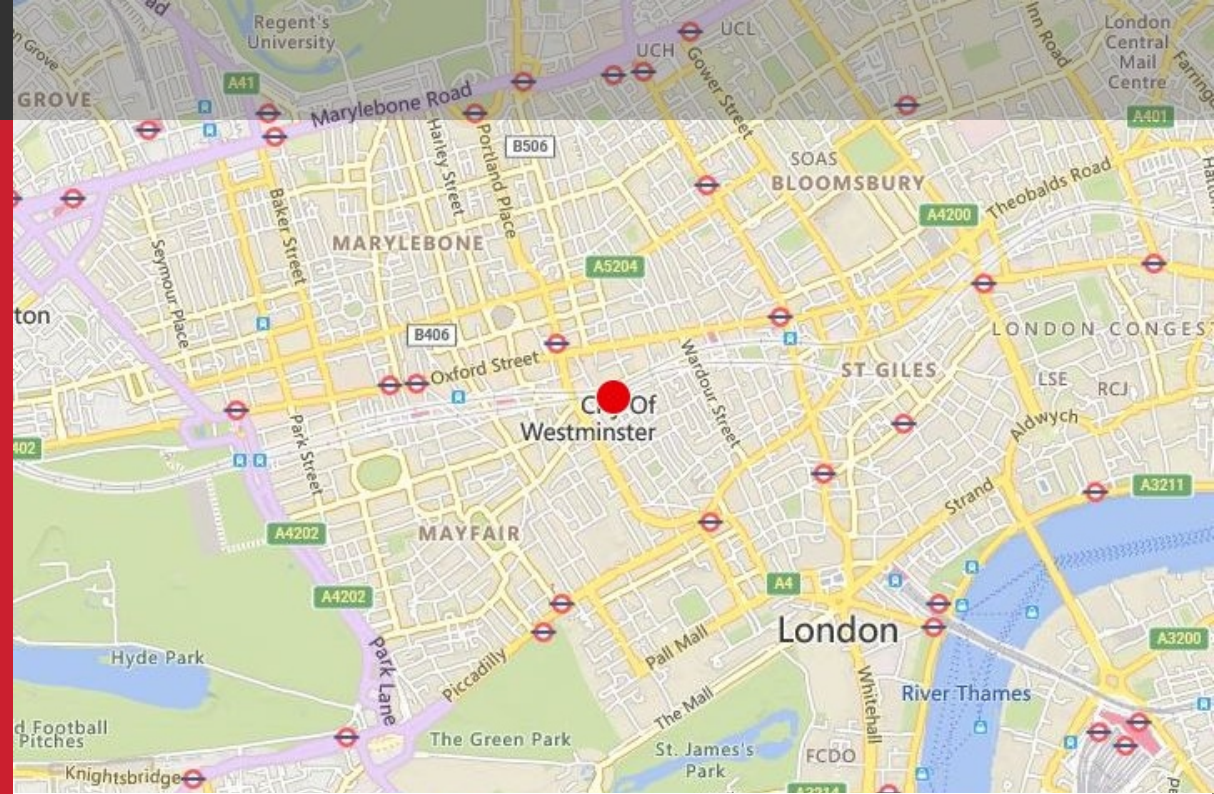 ad
Regent's
University
UCL
UCH
Inn Road
London
Central
Mail
Centre
n Grove
A41
Gower Street
GROVE
Marylebone Road
A401
Harley Street
Portland Place
B506
SOAS
BLOOMSBURY
Theobalds Road
A4200
Baker Street
MARYLEBONE
Seymour Place
A5204
ton
B406
LONDON CONGEST
Oxford Street
Wardour Street
ST GILES
LSE
RCJ
Of
Westminster
Aldwych
Park Street
402
A3211
Strand
A4202
MAYFAIR
A4
A4202
London
Pall Mall
A3200
Hyde Park
Park Lane
Piccadilly
Whitehall
River Thames
The Mall
d Football
Pitches
The Green Park
St. James's
Park
FCDO
Knightsbridge